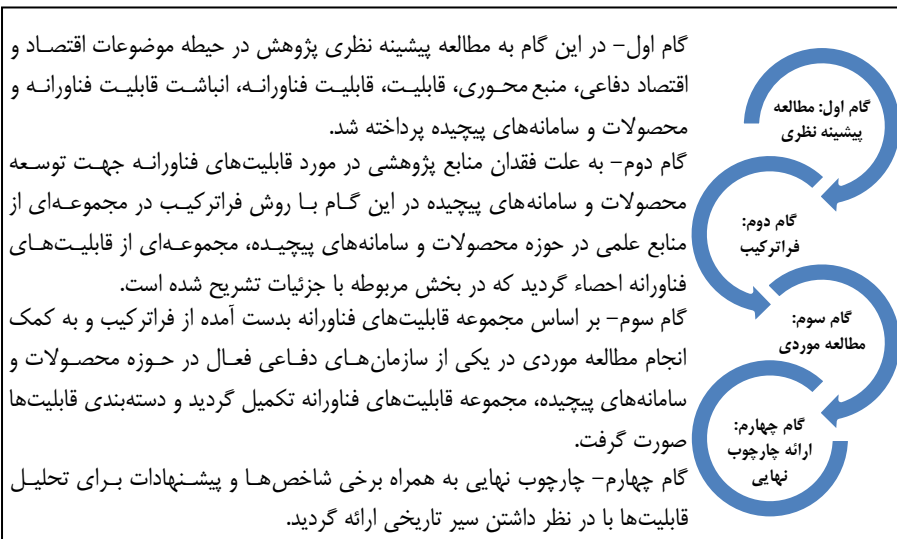 گام اول- در این گام به مطالعه پیشینه نظری پژوهش در حیطه موضوعات اقتصاد و
اقتصاد دفاعی، منبع محوری، قابلیت، قابلیت فناورانه، انباشت قابلیت فناورانه و
محصولات و سامانه‌های پیچیده پرداخته شد.
گام دوم- به علت فقدان منابع پژوهشی در مورد قابلیت‌های فناورانه جهت توسعه
محصولات و سامانه‌های پیچیده در این گام با روش فراترکیب در مجموعه‌ای از
منابع علمی در حوزه محصولات و سامانه‌های پیچیده، مجموعه‌ای از قابلیت‌های
فناورانه احصاء گردید که در بخش مربوطه با جزئیات تشریح شده است.
گام سوم- بر اساس مجموعه قابلیت‌های فناورانه بدست آمده از فراترکیب و به کمک
انجام مطالعه موردی در یکی از سازمان‌های دفاعی فعال در حوزه محصولات و
سامانه‌های پیچیده، مجموعه قابلیت‌های فناورانه تکمیل گردید و دسته‌بندی قابلیت‌ها
صورت گرفت.
گام چهارم- چارچوب نهایی به همراه برخی شاخص‌ها و پیشنهادات برای تحلیل
قابلیت‌ها با در نظر داشتن سیر تاریخی ارائه گردید.
گام اول: مطالعه
پیشینه نظری
گام دوم:
فراترکیب
گام سوم:
مطالعه موردی
گام چهارم:
ارائه چارچوب
نهایی